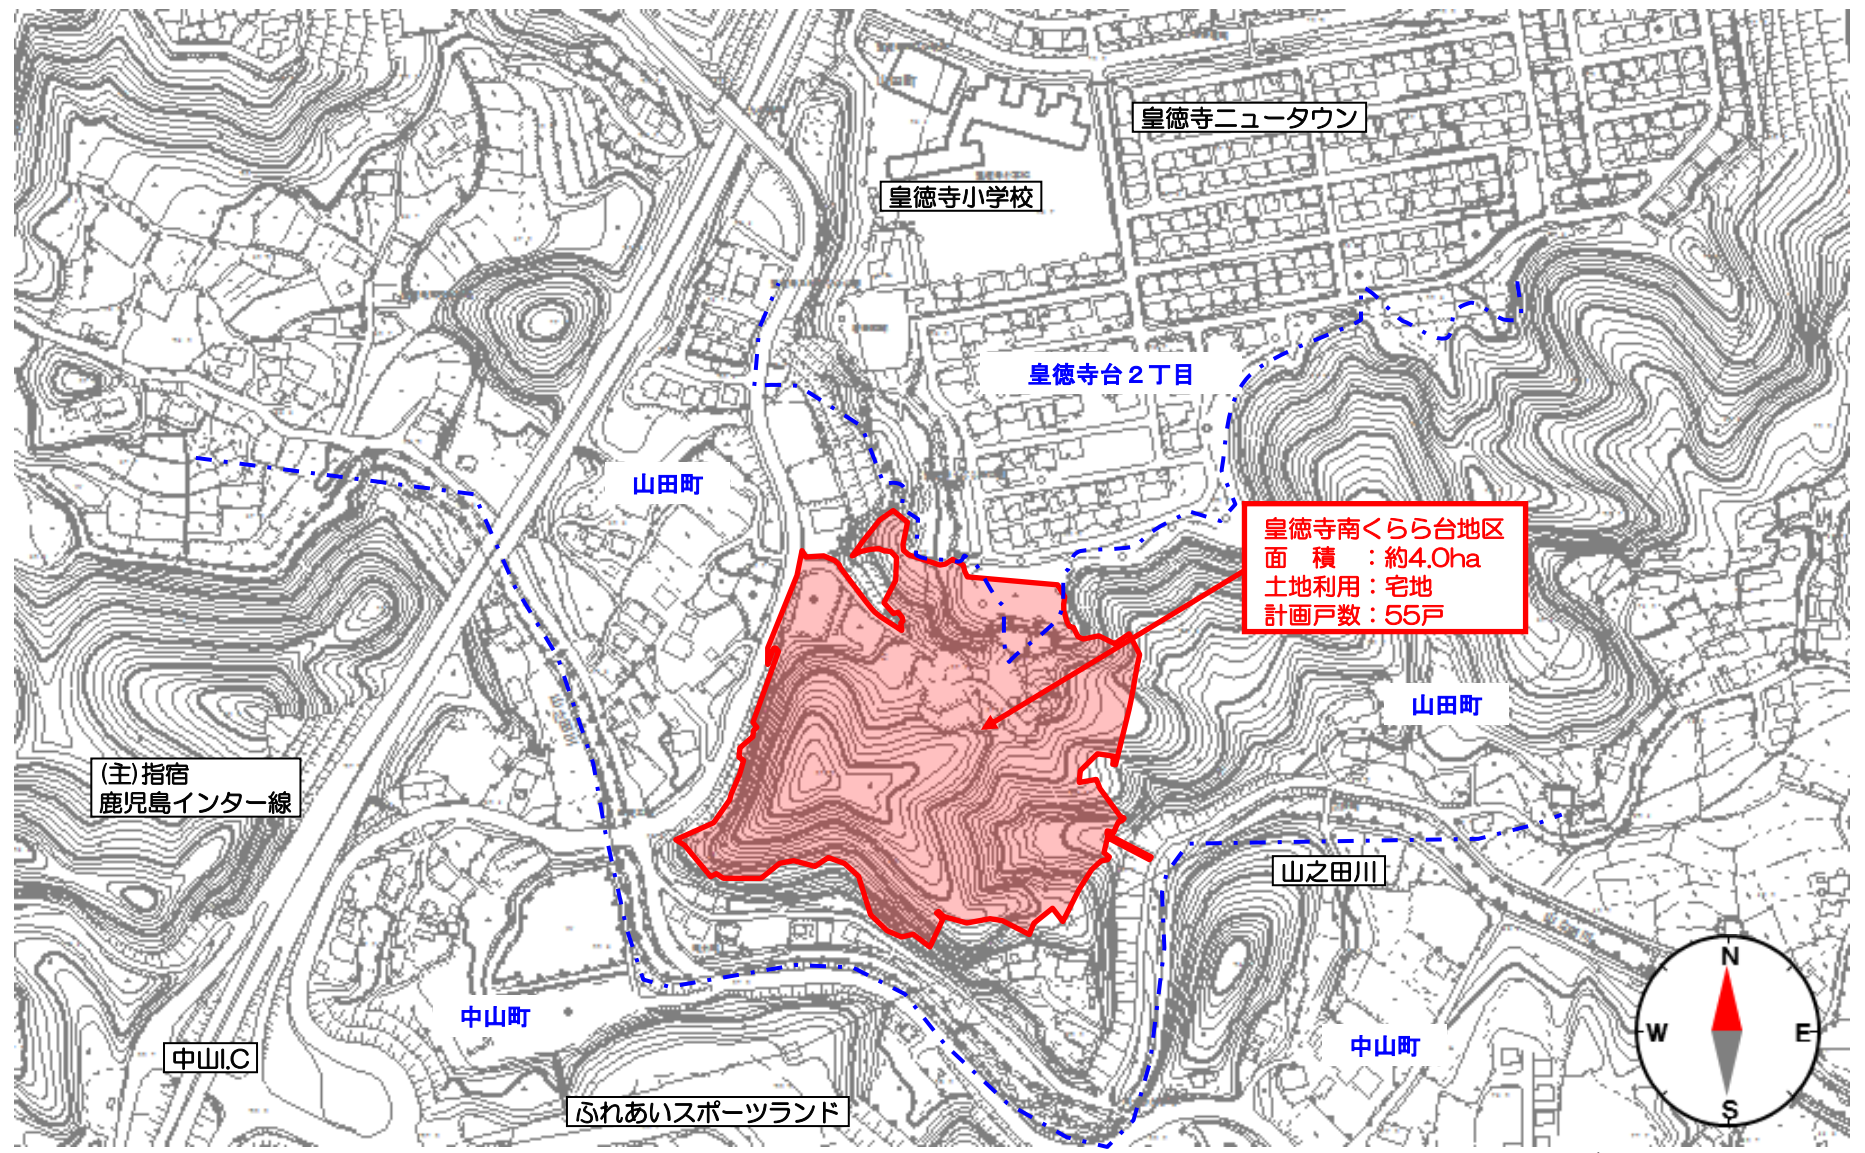 皇徳寺ニュータウン
皇徳寺小学校
皇徳寺台２丁目
山田町
皇徳寺南くらら台地区
面　積　：約4.0ha
土地利用：宅地
計画戸数：55戸
山田町
(主)指宿
鹿児島インター線
山之田川
中山町
中山I.C
ふれあいスポーツランド
中山町
N
W
E
S